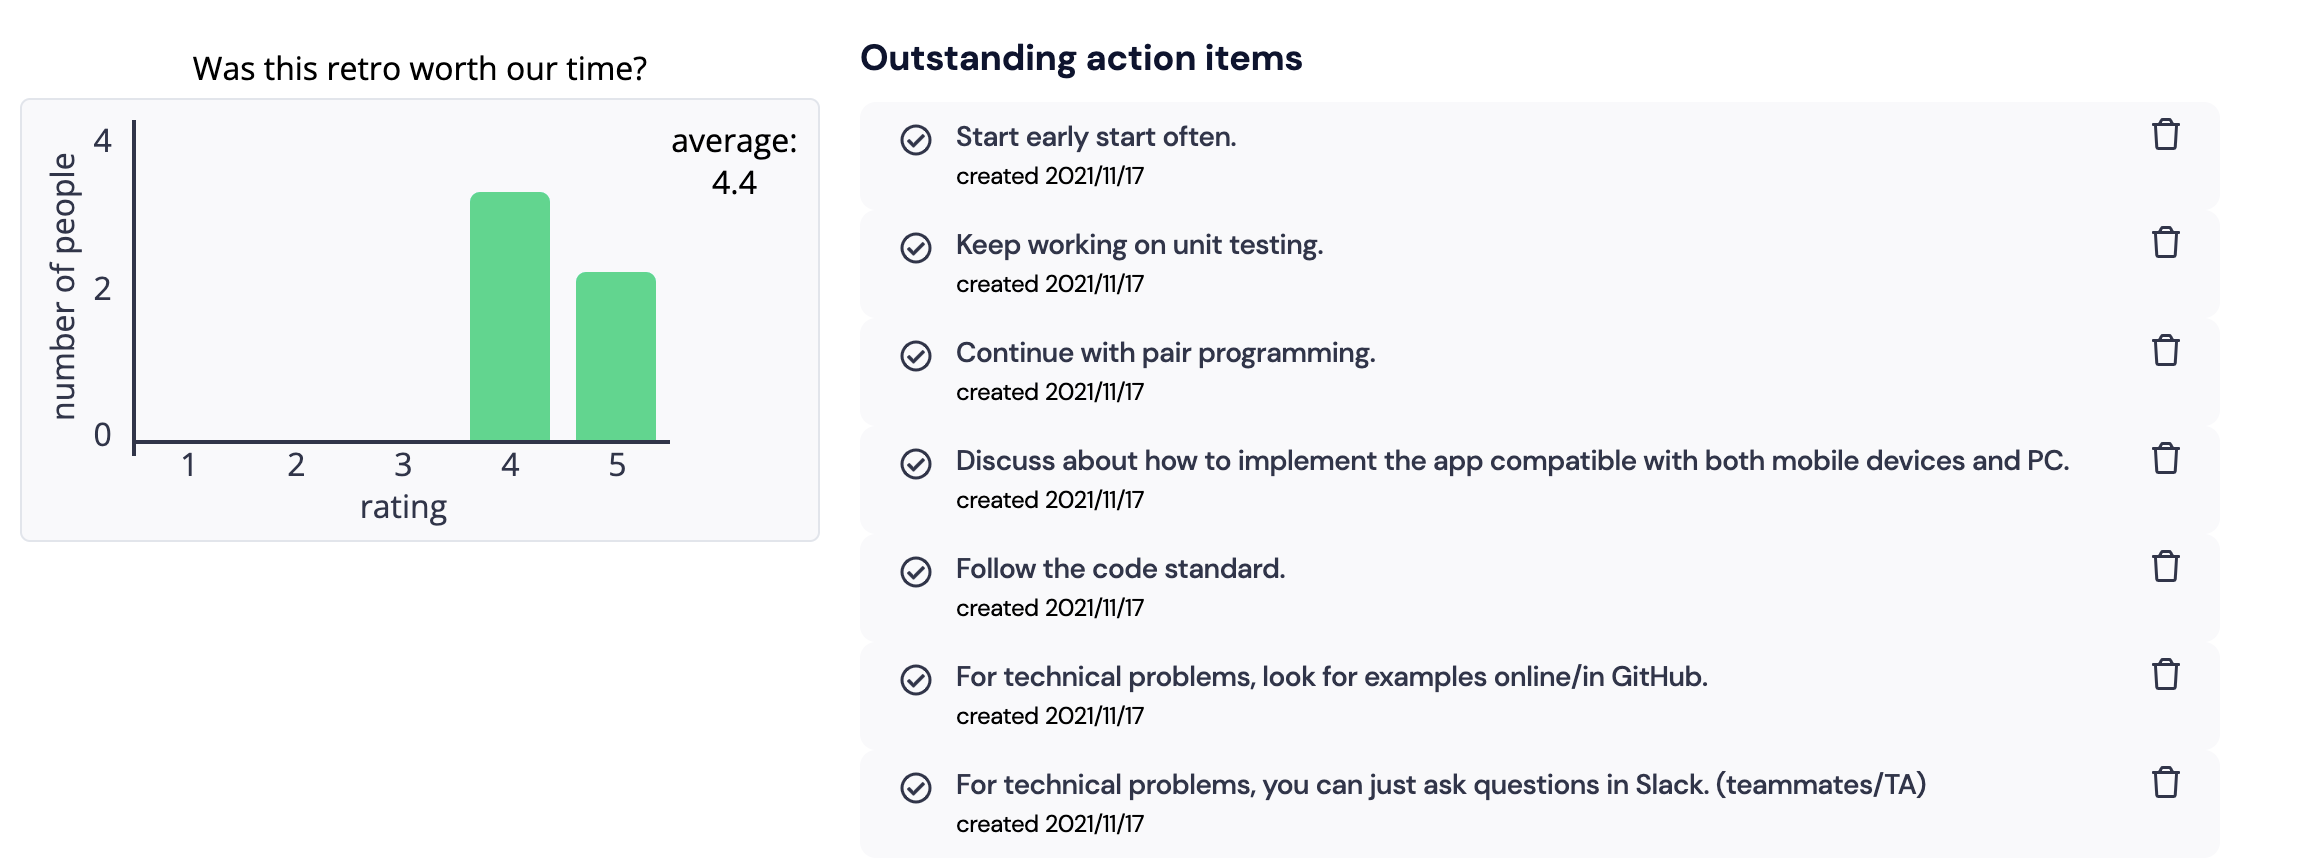 Was this retro worth our time?
number of people
4
2
0
average:
4.4
1 2 3 4 5
rating
Outstanding action items
Start early start often.
created 2021/11/17
Keep working on unit testing.
created 2021/11/17
Continue with pair programming.
created 2021/11/17
Discuss about how to implement the app compatible with both mobile devices and PC.
created 2021/11/17
Follow the code standard.
created 2021/11/17
For technical problems, look for examples online/in GitHub.
created 2021/11/17
For technical problems, you can just ask questions in Slack. (teammates/TA)
created 2021/11/17